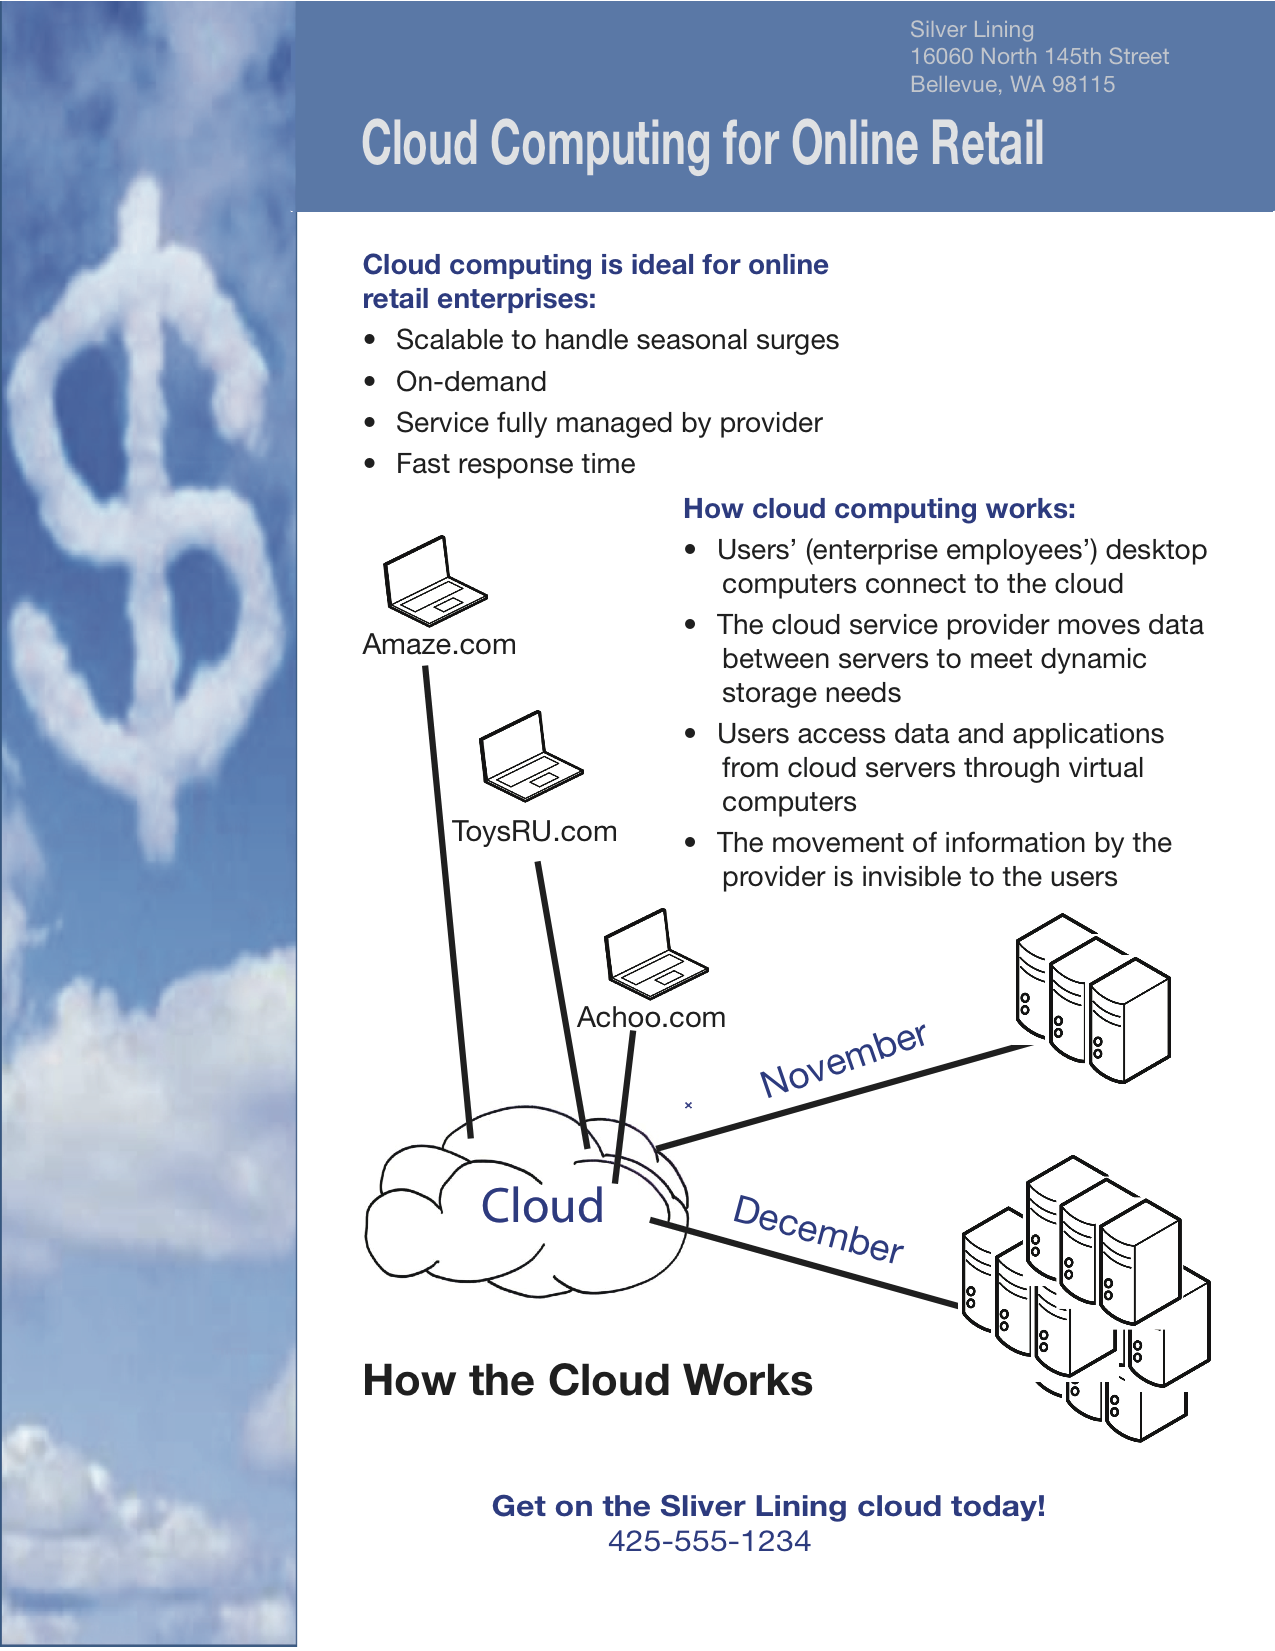 Silver Lining
16060 North 145th Street
Bellevue, WA 98115
Cloud Computing for Online Retail
Cloud computing is ideal for online
retail enterprises:
• Scalable to handle seasonal surges
• On-demand
• Service fully managed by provider
• Fast response time
How cloud computing works:
• Users’ (enterprise employees’) desktop
computers connect to the cloud
• The cloud service provider moves data
between servers to meet dynamic
storage needs
• Users access data and applications
from cloud servers through virtual
computers
• The movement of information by the
provider is invisible to the users
Amaze.com
ToysRU.com
Achoo.com
November
Cloud
December
How the Cloud Works
Get on the Sliver Lining cloud today!
425-555-1234